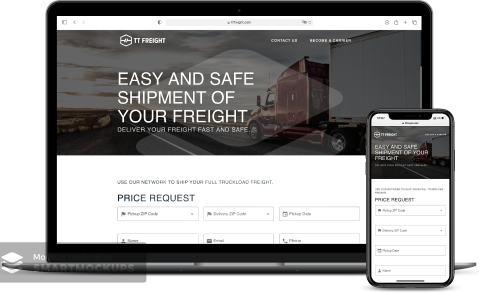 TT FREIGHT
CONTACT US
BECOME A CARRIER
EASY AND SAFE
SHIPMENT OF
YOUR FREIGHT
DELIVER YOUR FREIGHT FAST AND SAFE.
USE OUR NETWORK TO SHIP YOUR FULL TRUCKLOAD FREIGHT.
PRICE REQUEST
Pickup ZIP Code
Delivery ZIP Code
Pickup Date
Name
Email
Phone
TT FREIGHT
EASY AND SAFE
SHIPMENT OF YOUR
FREIGHT
PRICE REQUEST
Pickup ZIP Code
Delivery ZIP Code
Pickup Date
Name
SMARTMOCKUPS